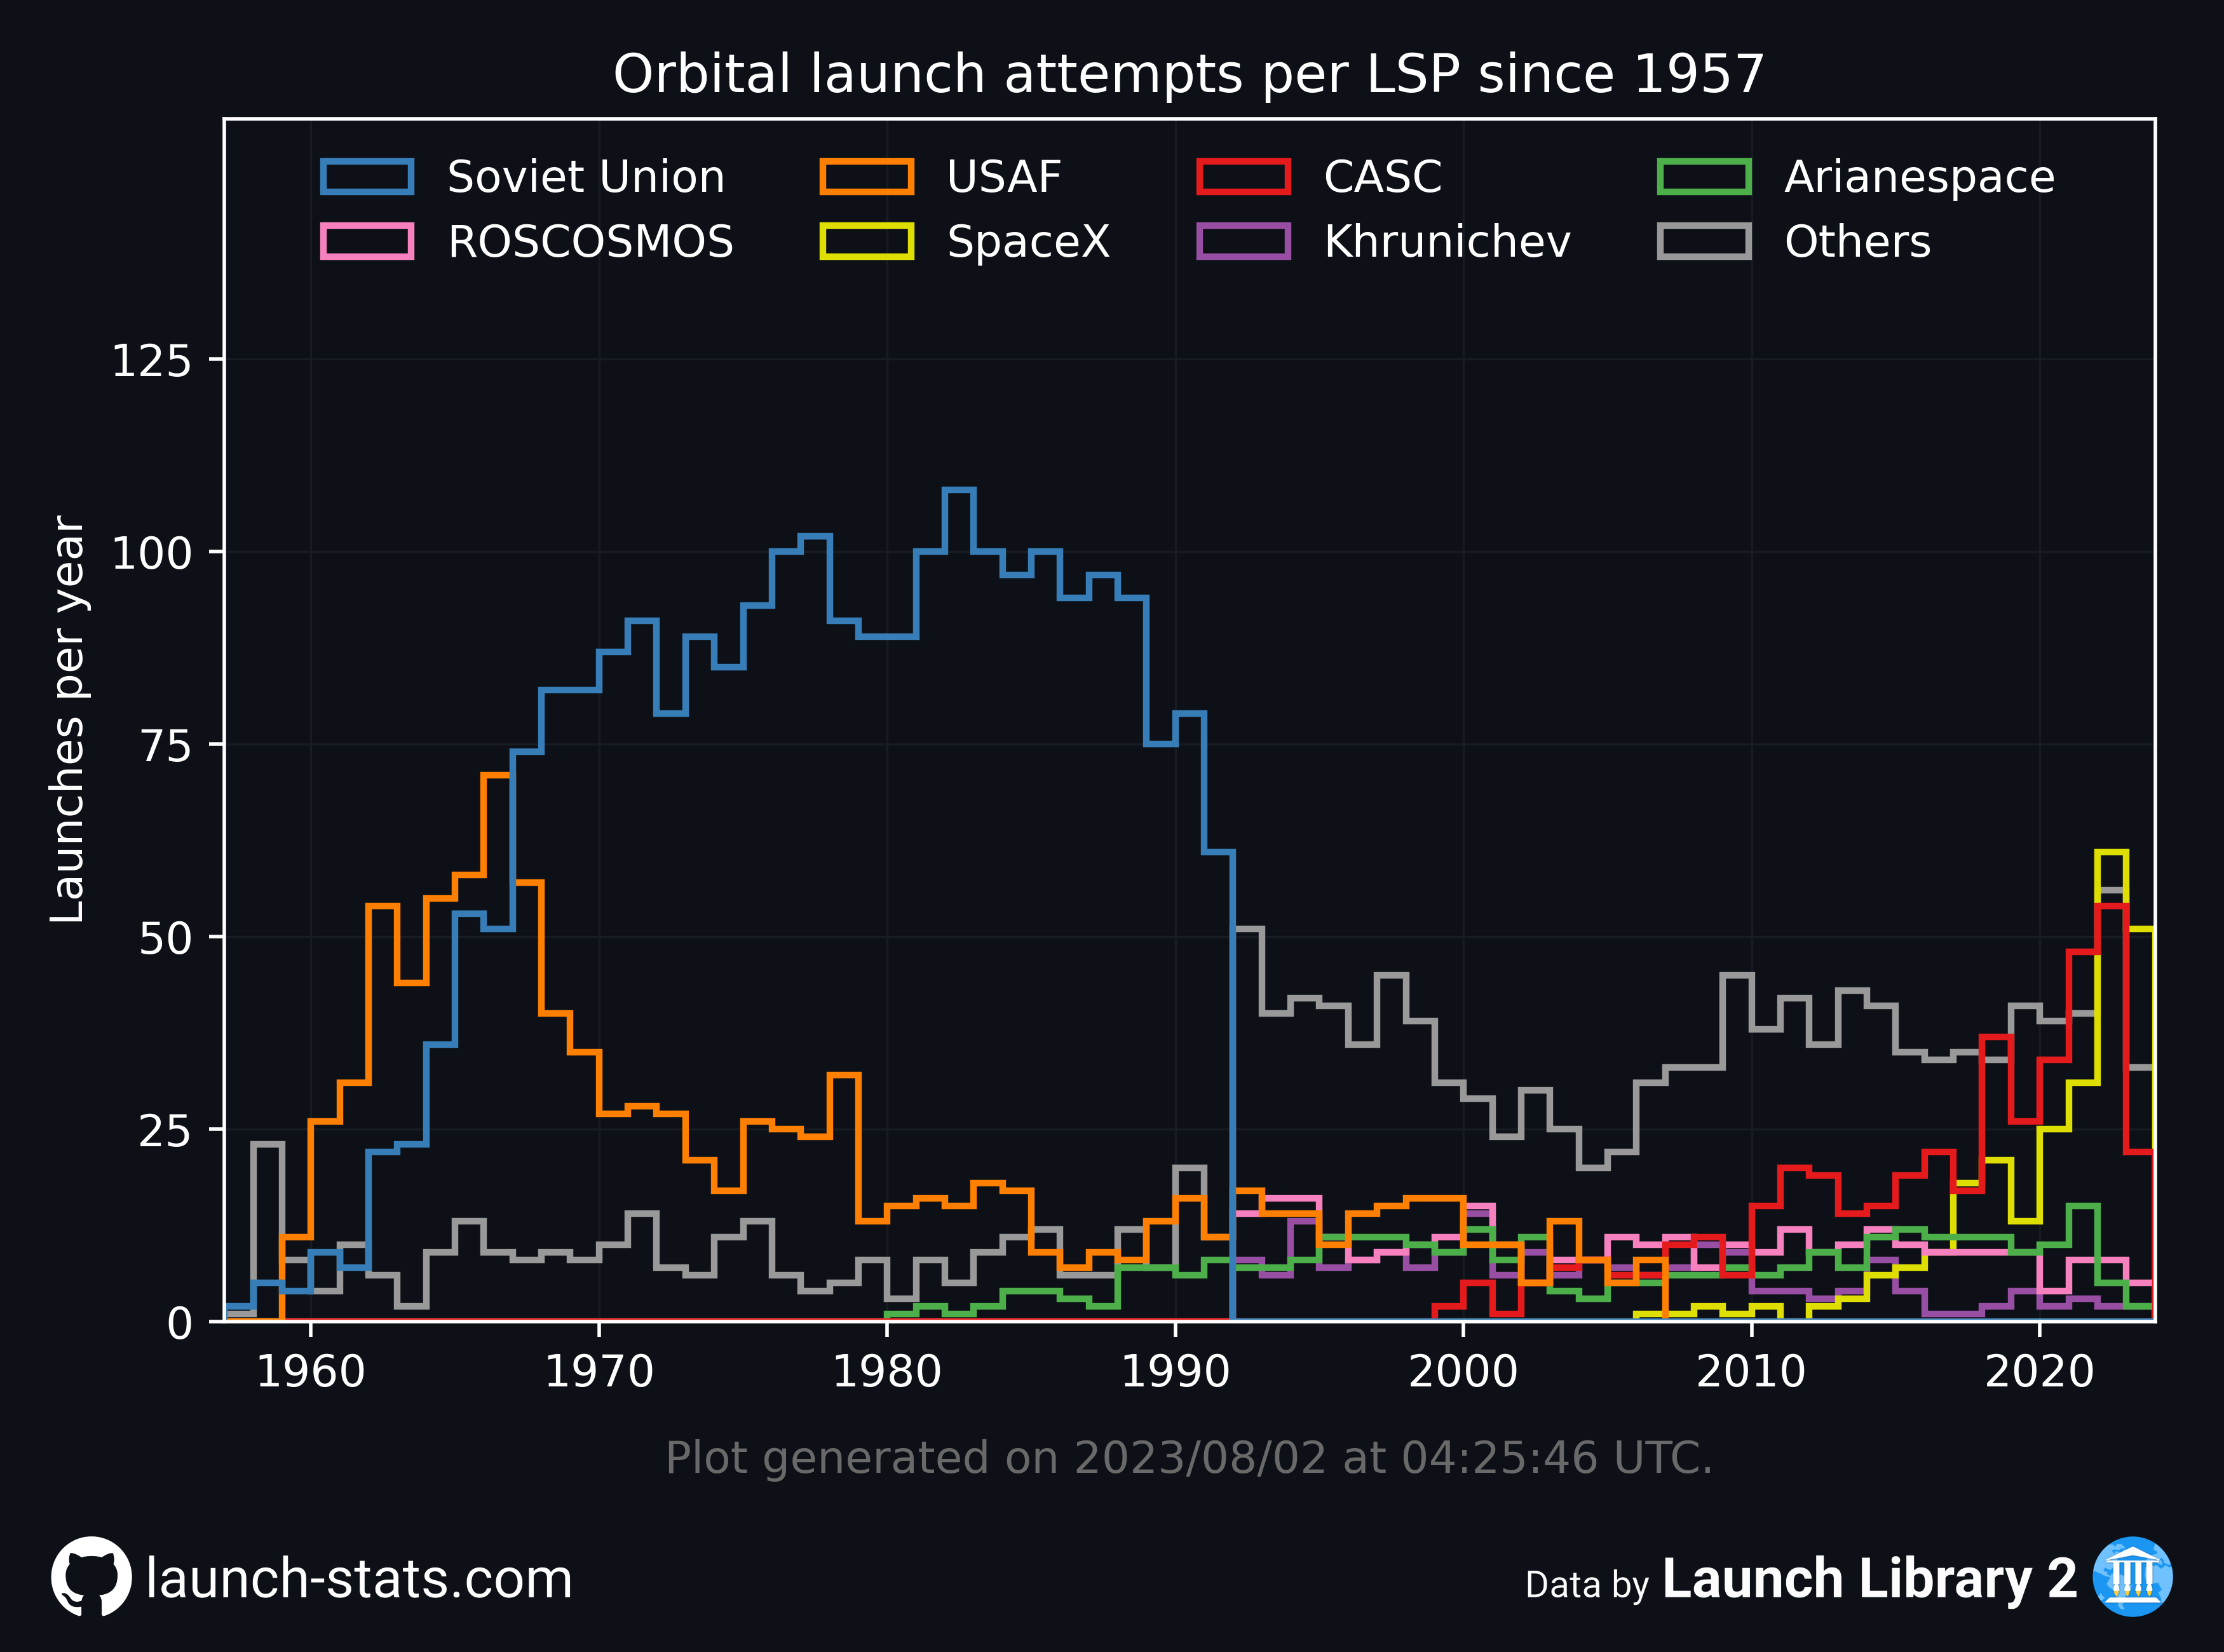 Orbital launch attempts per LSP since 1957
Soviet Union USAF CASC Arianespace
ROSCOSMOS SpaceX Khrunichev Others
Launches per year
125
100
75
50
25
0
1960 1970 1980 1990 2000 2010 2020
Plot generated on 2023/08/02 at 04:25:46 UTC.
launch-stats.com
Data by Launch Library 2